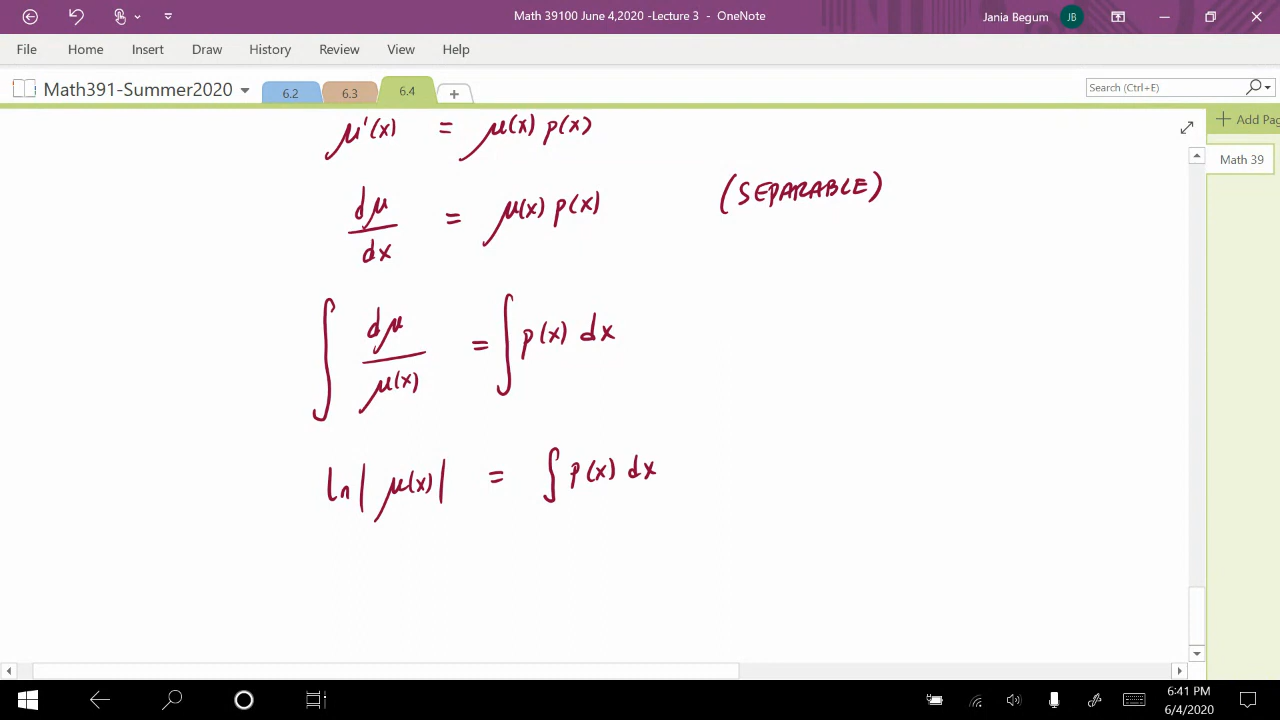 Math 39100 June 4,2020 -Lecture 3 - OneNote
Jania Begum JB
File Home Insert Draw History Review View Help
Math391-Summer2020 6.2 6.3 6.4 + Search (Ctrl+E)
+ Add Pag
Math 39
μ'(x) = μ(x) p(x)
dμ/dx = μ(x) p(x) (SEPARABLE)
∫ dμ/μ(x) = ∫ p(x) dx
ln|μ(x)| = ∫ p(x) dx
6:41 PM
6/4/2020